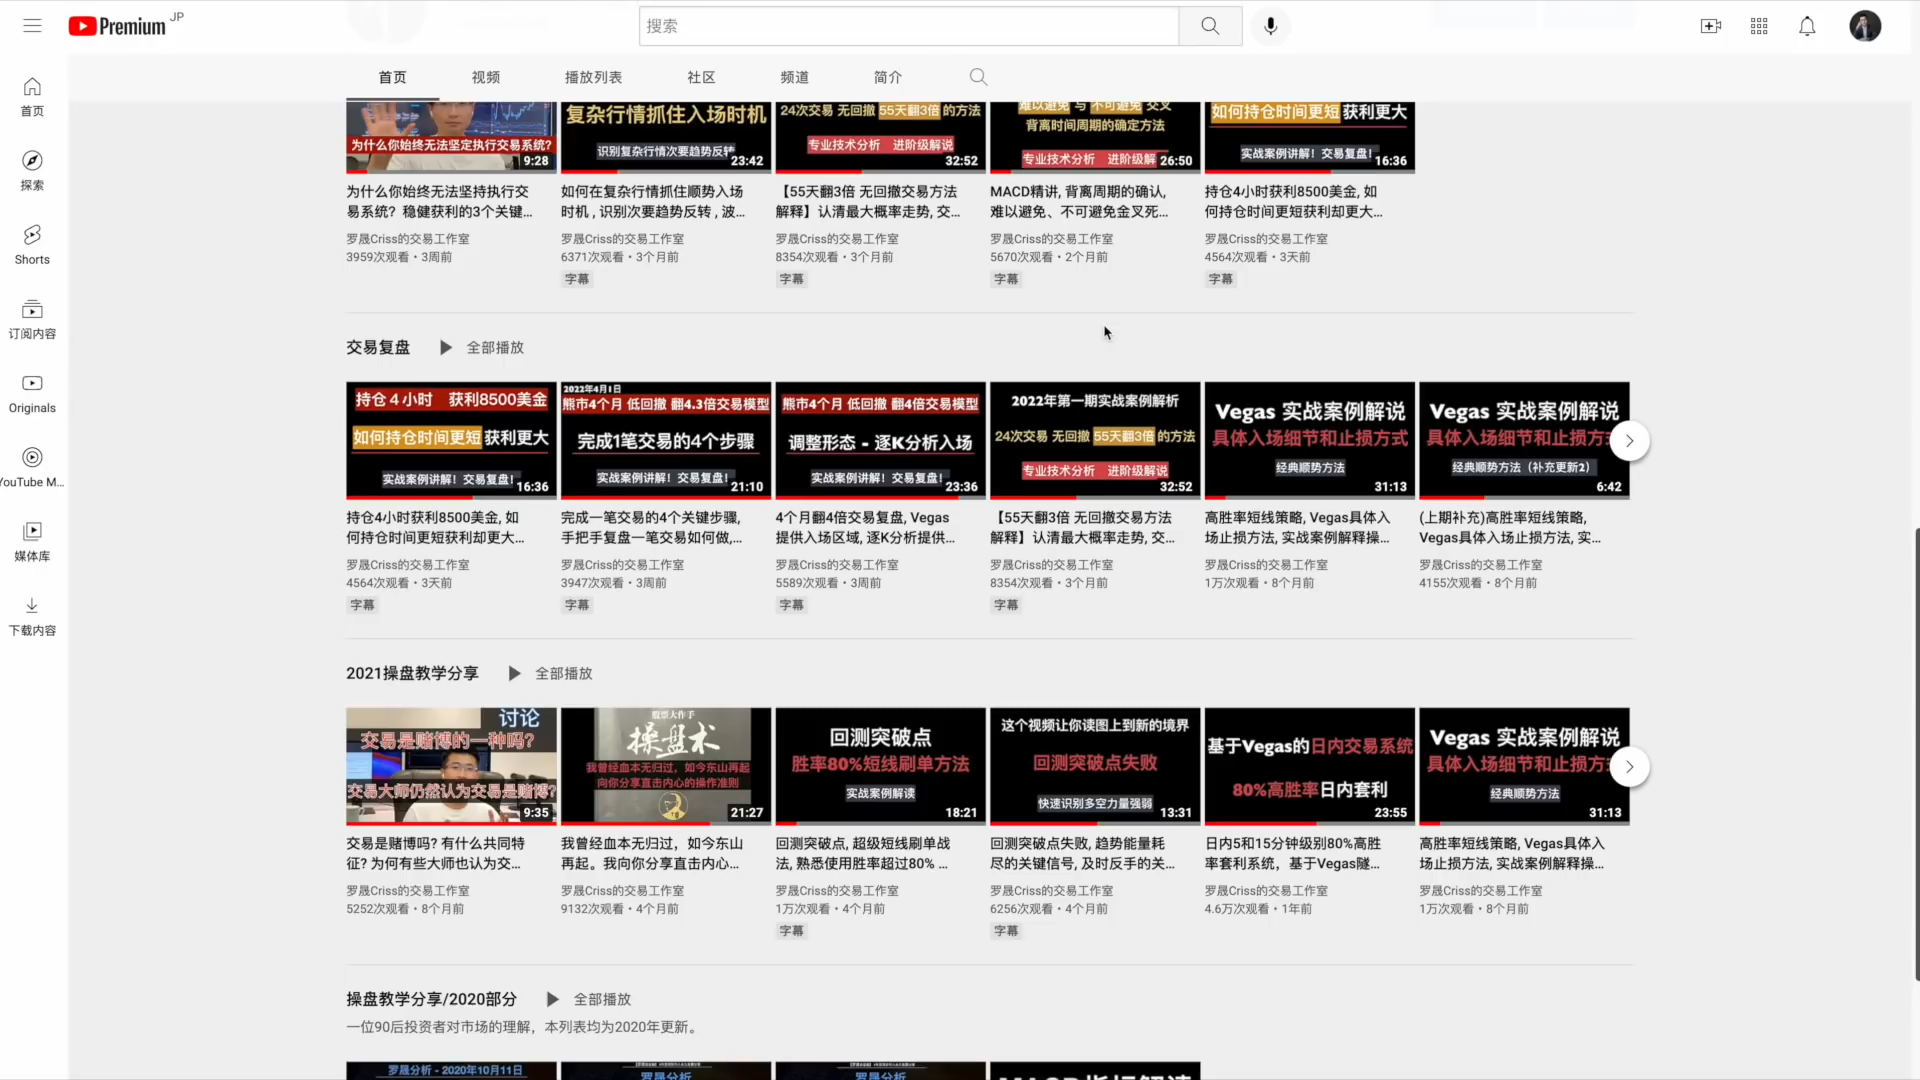 Premium JP
搜索
首页 视频 播放列表 社区 频道 简介
首页
探索
Shorts
订阅内容
Originals
YouTube M...
媒体库
下载内容
为什么你始终无法坚定执行交易系统?
9:28
复杂行情抓住入场时机
识别复杂行情次要趋势反转
23:42
24次交易 无回撤 55天翻3倍 的方法
专业技术分析 进阶级解说
32:52
难以避免 与 不可避免 交叉
背离时间周期的确定方法
专业技术分析 进阶级解
26:50
如何持仓时间更短 获利更大
实战案例讲解! 交易复盘!
16:36
为什么你始终无法坚持执行交
易系统? 稳健获利的3个关键...
罗晟Criss的交易工作室
3959次观看・3周前
如何在复杂行情抓住顺势入场
时机 , 识别次要趋势反转 , 波...
罗晟Criss的交易工作室
6371次观看・3个月前
字幕
【55天翻3倍 无回撤交易方法
解释】认清最大概率走势, 交...
罗晟Criss的交易工作室
8354次观看・3个月前
字幕
MACD精讲, 背离周期的确认,
难以避免、不可避免金叉死...
罗晟Criss的交易工作室
5670次观看・2个月前
字幕
持仓4小时获利8500美金, 如
何持仓时间更短获利却更大...
罗晟Criss的交易工作室
4564次观看・3天前
字幕
交易复盘 全部播放
持仓 4 小时 获利8500美金
如何持仓时间更短 获利更大
实战案例讲解! 交易复盘!
16:36
2022年4月1日
熊市4个月 低回撤 翻4.3倍交易模型
完成1笔交易的4个步骤
实战案例讲解! 交易复盘!
21:10
熊市4个月 低回撤 翻4倍交易模型
调整形态 - 逐K分析入场
实战案例讲解! 交易复盘!
23:36
2022年第一期实战案例解析
24次交易 无回撤 55天翻3倍 的方法
专业技术分析 进阶级解说
32:52
Vegas 实战案例解说
具体入场细节和止损方式
经典顺势方法
31:13
Vegas 实战案例解说
具体入场细节和止损方式
经典顺势方法（补充更新2）
6:42
持仓4小时获利8500美金, 如
何持仓时间更短获利却更大...
罗晟Criss的交易工作室
4564次观看・3天前
字幕
完成一笔交易的4个关键步骤,
手把手复盘一笔交易如何做,...
罗晟Criss的交易工作室
3947次观看・3周前
字幕
4个月翻4倍交易复盘, Vegas
提供入场区域, 逐K分析提供...
罗晟Criss的交易工作室
5589次观看・3周前
字幕
【55天翻3倍 无回撤交易方法
解释】认清最大概率走势, 交...
罗晟Criss的交易工作室
8354次观看・3个月前
字幕
高胜率短线策略, Vegas具体入
场止损方法, 实战案例解释操...
罗晟Criss的交易工作室
1万次观看・8个月前
(上期补充)高胜率短线策略,
Vegas具体入场止损方法, 实...
罗晟Criss的交易工作室
4155次观看・8个月前
2021操盘教学分享 全部播放
讨论
交易是赌博的一种吗?
交易大师仍然认为交易是赌博?
9:35
股票大作手
操盘术
我曾经血本无归过，如今东山再起
向你分享直击内心的操作准则
21:27
回测突破点
胜率80%短线刷单方法
实战案例解读
18:21
这个视频让你读图上到新的境界
回测突破点失败
快速识别多空力量强弱
13:31
基于Vegas的日内交易系统
80%高胜率日内套利
23:55
Vegas 实战案例解说
具体入场细节和止损方式
经典顺势方法
31:13
交易是赌博吗? 有什么共同特
征? 为何有些大师也认为交...
罗晟Criss的交易工作室
5252次观看・8个月前
我曾经血本无归过，如今东山
再起。我向你分享直击内心...
罗晟Criss的交易工作室
9132次观看・4个月前
回测突破点, 超级短线刷单战
法, 熟悉使用胜率超过80% ...
罗晟Criss的交易工作室
1万次观看・4个月前
字幕
回测突破点失败, 趋势能量耗
尽的关键信号, 及时反手的关...
罗晟Criss的交易工作室
6256次观看・4个月前
字幕
日内5和15分钟级别80%高胜
率套利系统，基于Vegas隧...
罗晟Criss的交易工作室
4.6万次观看・1年前
高胜率短线策略, Vegas具体入
场止损方法, 实战案例解释操...
罗晟Criss的交易工作室
1万次观看・8个月前
操盘教学分享/2020部分 全部播放
一位90后投资者对市场的理解，本列表均为2020年更新。
罗晟分析 - 2020年10月11日
罗晟分析
罗晟分析
MACD指标解读